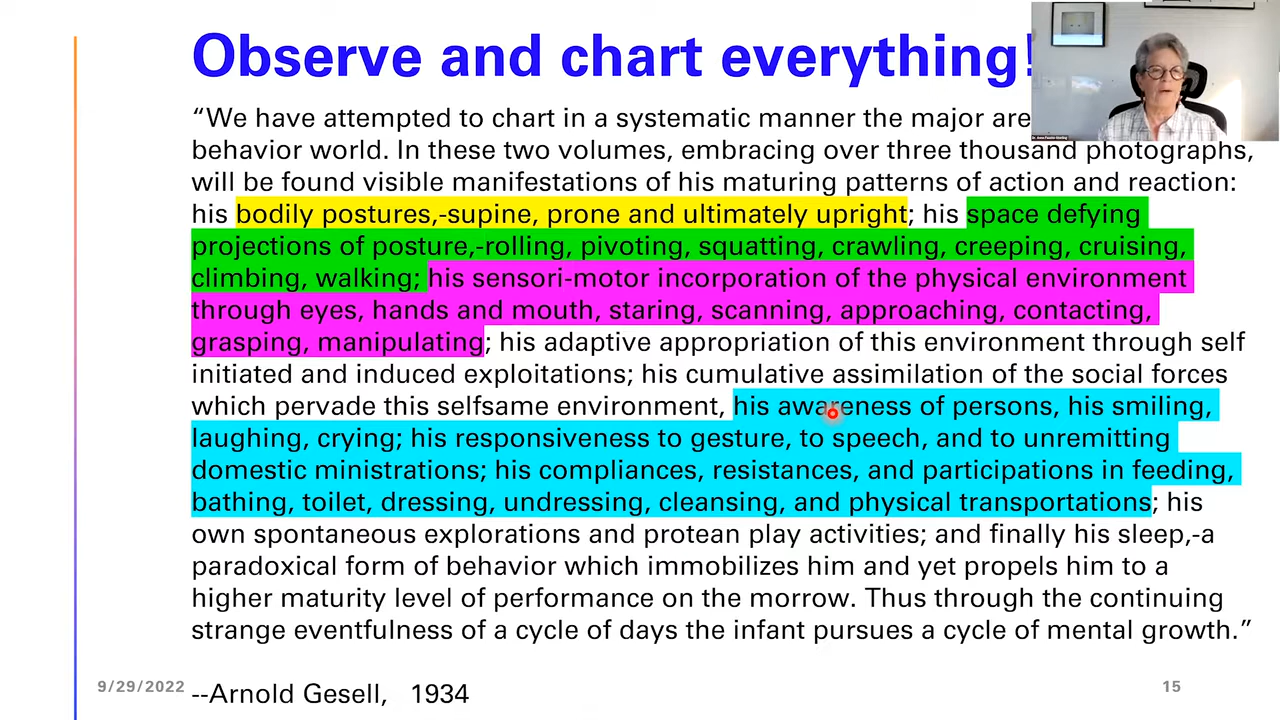 Observe and chart everything!
“We have attempted to chart in a systematic manner the major
behavior world. In these two volumes, embracing over three thousand photographs,
will be found visible manifestations of his maturing patterns of action and reaction:
his bodily postures,-supine, prone and ultimately upright; his space defying
projections of posture,-rolling, pivoting, squatting, crawling, creeping, cruising,
climbing, walking; his sensori-motor incorporation of the physical environment
through eyes, hands and mouth, staring, scanning, approaching, contacting,
grasping, manipulating; his adaptive appropriation of this environment through self
initiated and induced exploitations; his cumulative assimilation of the social forces
which pervade this selfsame environment, his awareness of persons, his smiling,
laughing, crying; his responsiveness to gesture, to speech, and to unremitting
domestic ministrations; his compliances, resistances, and participations in feeding,
bathing, toilet, dressing, undressing, cleansing, and physical transportations; his
own spontaneous explorations and protean play activities; and finally his sleep,-a
paradoxical form of behavior which immobilizes him and yet propels him to a
higher maturity level of performance on the morrow. Thus through the continuing
strange eventfulness of a cycle of days the infant pursues a cycle of mental growth.”
9/29/2022
--Arnold Gesell, 1934
15